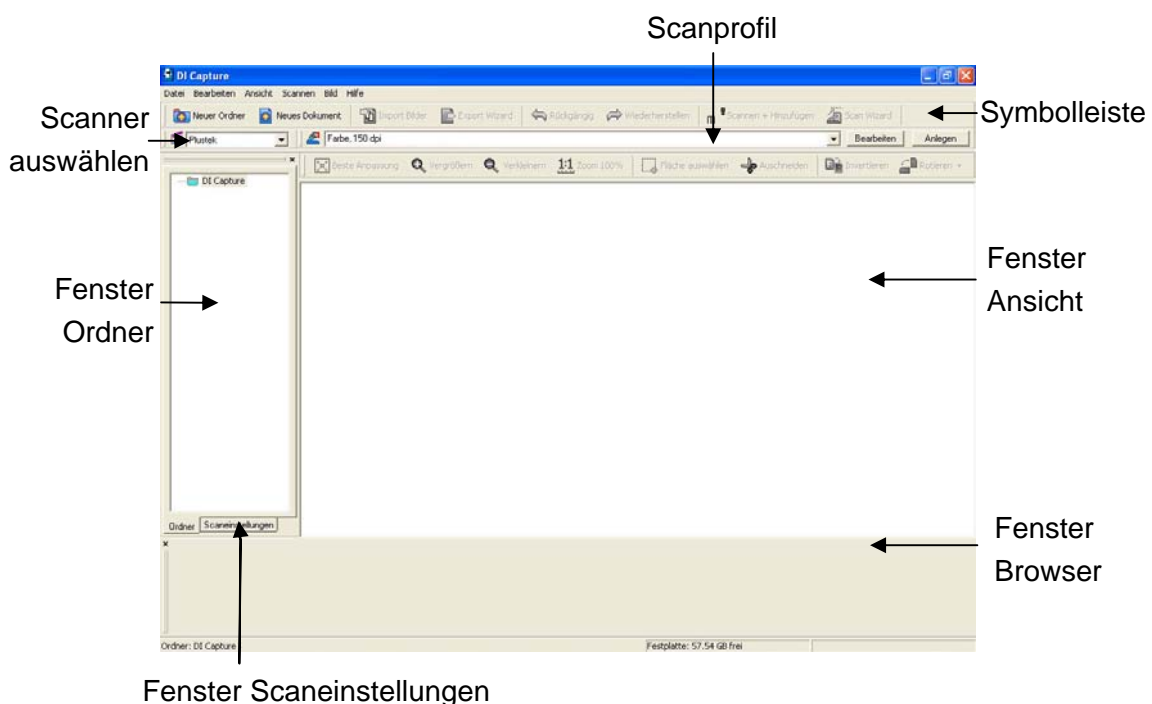 Scanprofil
DI Capture
Datei Bearbeiten Ansicht Scannen Bild Hilfe
Neuer Ordner Neues Dokument Import Bilder Export Wizard Rückgängig Wiederherstellen Scannen + Hinzufügen Scan Wizard
Symbolleiste
Scanner
auswählen
Plustek Farbe, 150 dpi Bearbeiten Anlegen
Beste Anpassung Vergrößern Verkleinern 1:1 Zoom 100% Fläche auswählen Auschneiden Invertieren Rotieren
DI Capture
Fenster
Ansicht
Fenster
Ordner
Ordner Scaneinstellungen
Fenster
Browser
Ordner: DI Capture Festplatte: 57.54 GB frei
Fenster Scaneinstellungen